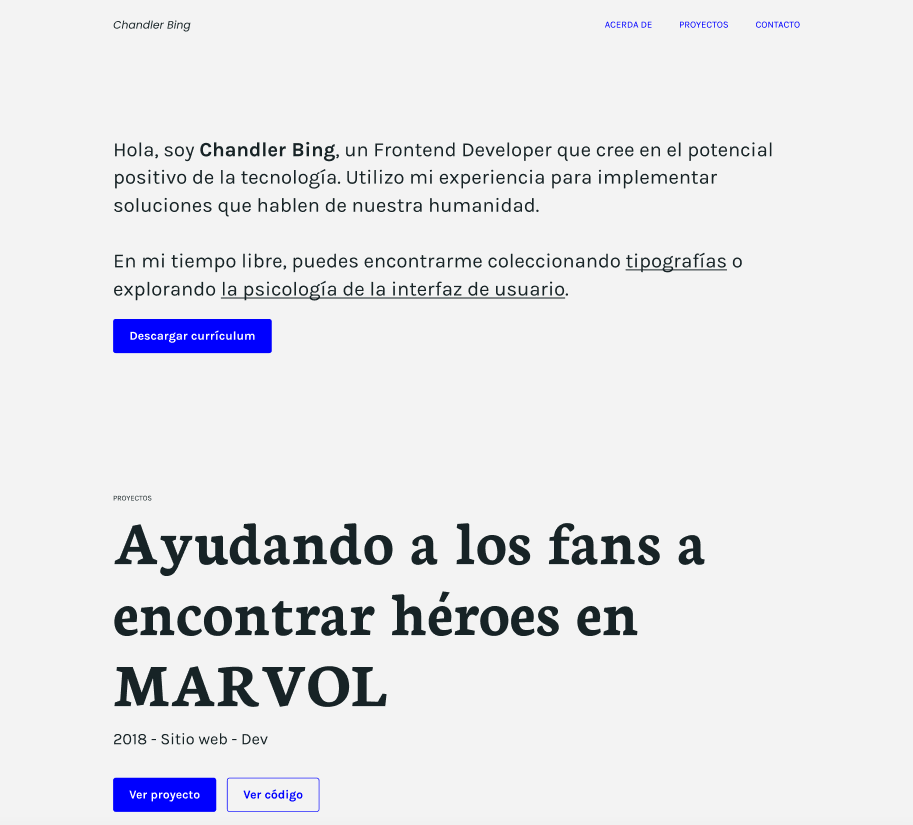 Chandler Bing
ACERDA DE PROYECTOS CONTACTO
Hola, soy Chandler Bing, un Frontend Developer que cree en el potencial
positivo de la tecnología. Utilizo mi experiencia para implementar
soluciones que hablen de nuestra humanidad.
En mi tiempo libre, puedes encontrarme coleccionando tipografías o
explorando la psicología de la interfaz de usuario.
Descargar currículum
PROYECTOS
Ayudando a los fans a
encontrar héroes en
MARVOL
2018 - Sitio web - Dev
Ver proyecto Ver código